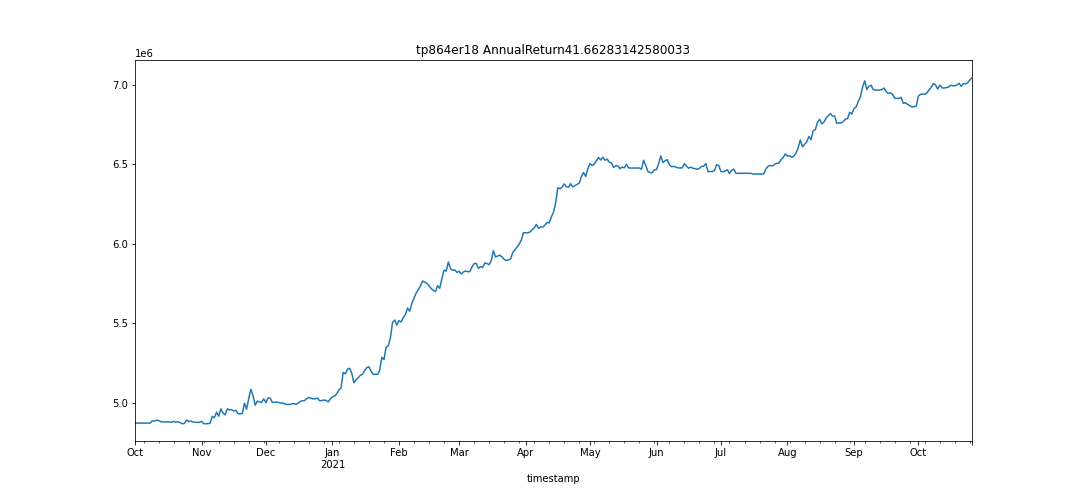 tp864er18 AnnualReturn41.66283142580033
1e6
7.0
6.5
6.0
5.5
5.0
Oct Nov Dec Jan Feb Mar Apr May Jun Jul Aug Sep Oct
2021
timestamp